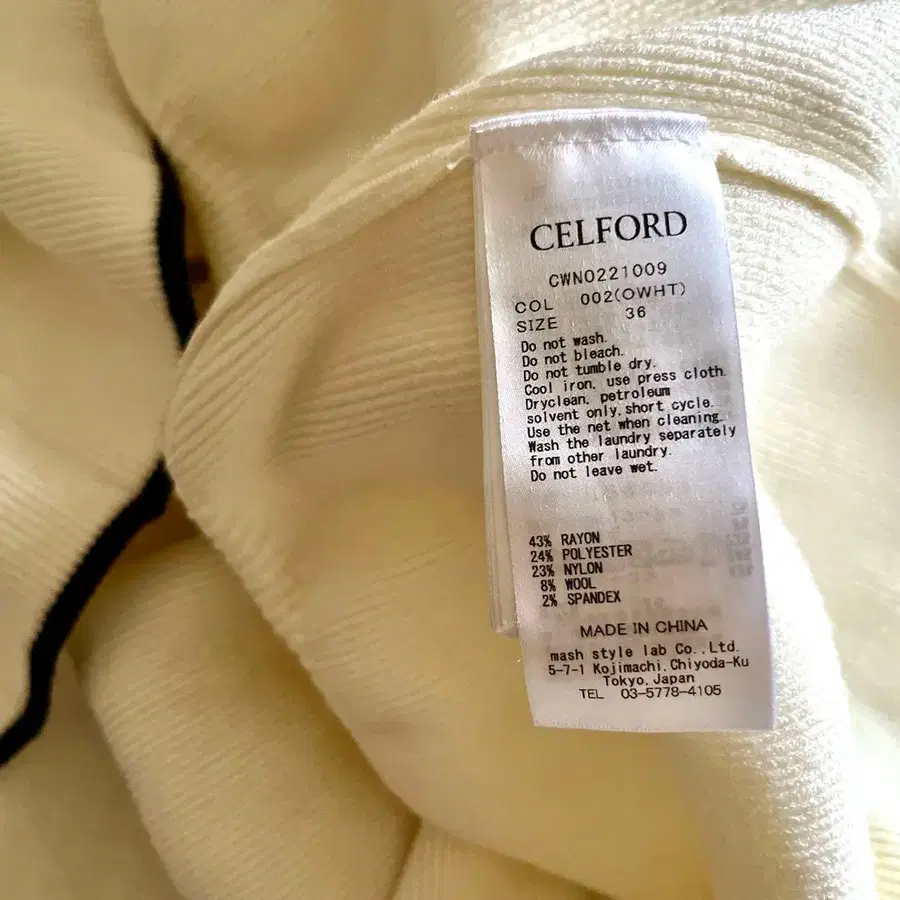 CELFORD
CWNO221009
COL 002(OWHT)
SIZE 36
Do not wash.
Do not bleach.
Do not tumble dry.
Cool iron, use press cloth.
Dryclean, petroleum
solvent only,short cycle.
Use the net when cleaning.
Wash the laundry separately
from other laundry.
Do not leave wet.
43% RAYON
24% POLYESTER
23% NYLON
8% WOOL
2% SPANDEX
MADE IN CHINA
mash style lab Co.,Ltd.
5-7-1 Kojimachi,Chiyoda-Ku
Tokyo,Japan
TEL 03-5778-4105